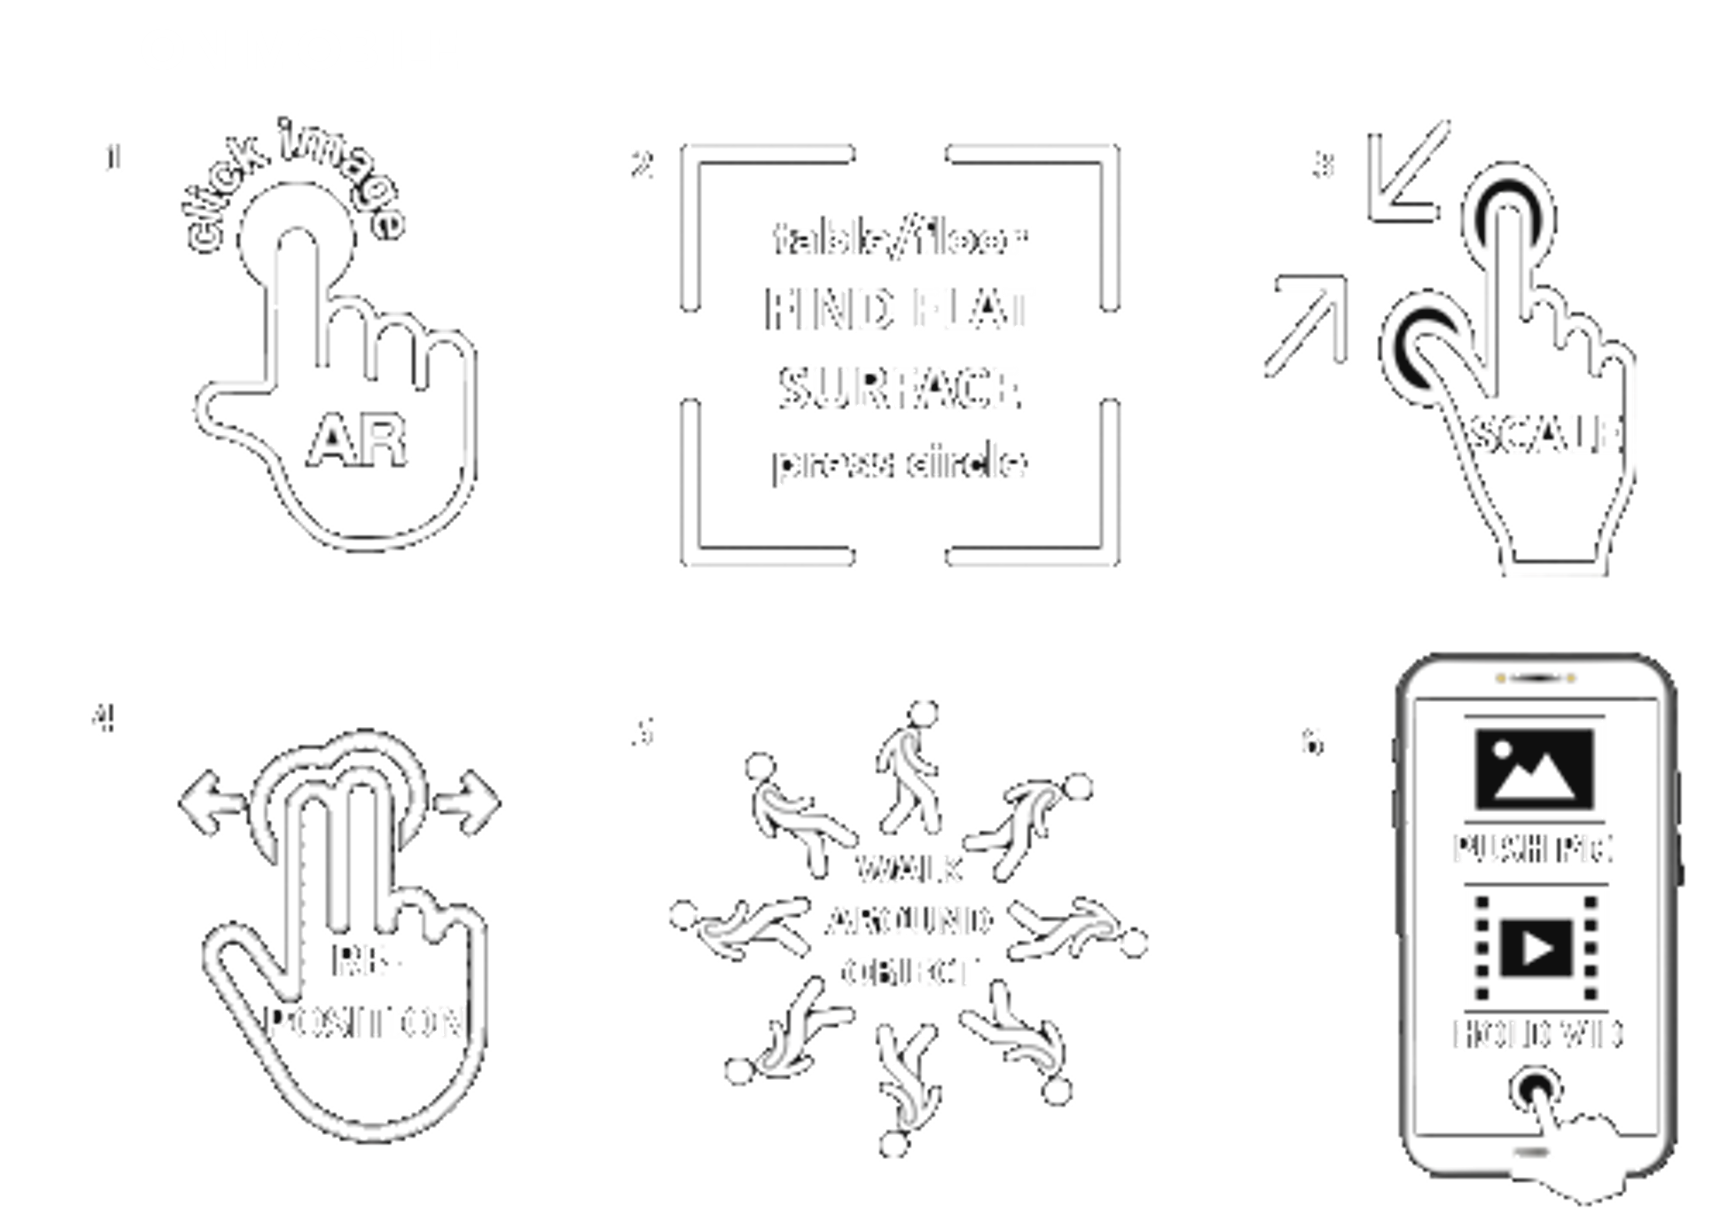 1
click image
AR
2
table/floor
FIND FLAT
SURFACE
press circle
3
SCALE
4
RE-
POSITION
5
WALK
AROUND
OBJECT
6
PUSH PIC
HOLD VID